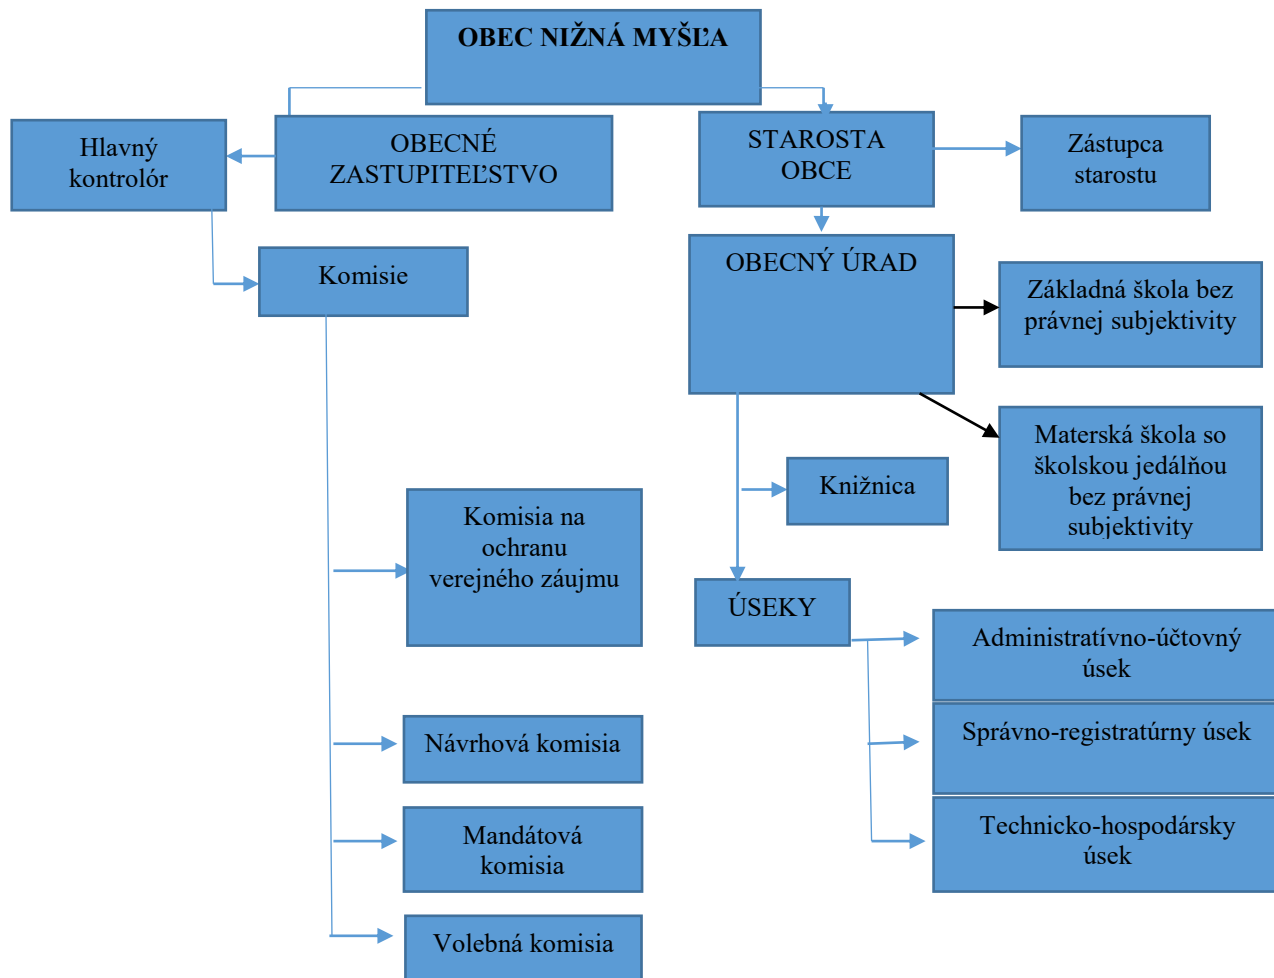 OBEC NIŽNÁ MYŠĽA
Hlavný
kontrolór
OBECNÉ
ZASTUPITEĽSTVO
STAROSTA
OBCE
Zástupca
starostu
Komisie
OBECNÝ ÚRAD
Základná škola bez
právnej subjektivity
Materská škola so
školskou jedálňou
bez právnej
subjektivity
Knižnica
Komisia na
ochranu
verejného záujmu
ÚSEKY
Administratívno-účtovný
úsek
Návrhová komisia
Správno-registratúrny úsek
Mandátová
komisia
Technicko-hospodársky
úsek
Volebná komisia